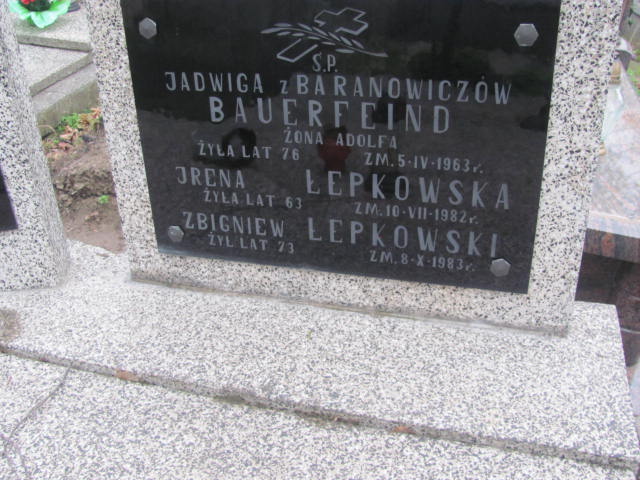 Ś.P.
JADWIGA Z BARANOWICZÓW
BAUERFEIND
ŻONA ADOLFA
ŻYŁA LAT 76 ZM. 5·IV·1963 r.
IRENA ŁEPKOWSKA
ŻYŁA LAT 63 ZM. 10·VII·1982 r.
ZBIGNIEW ŁEPKOWSKI
ŻYŁ LAT 73 ZM. 8·X·1983 r.